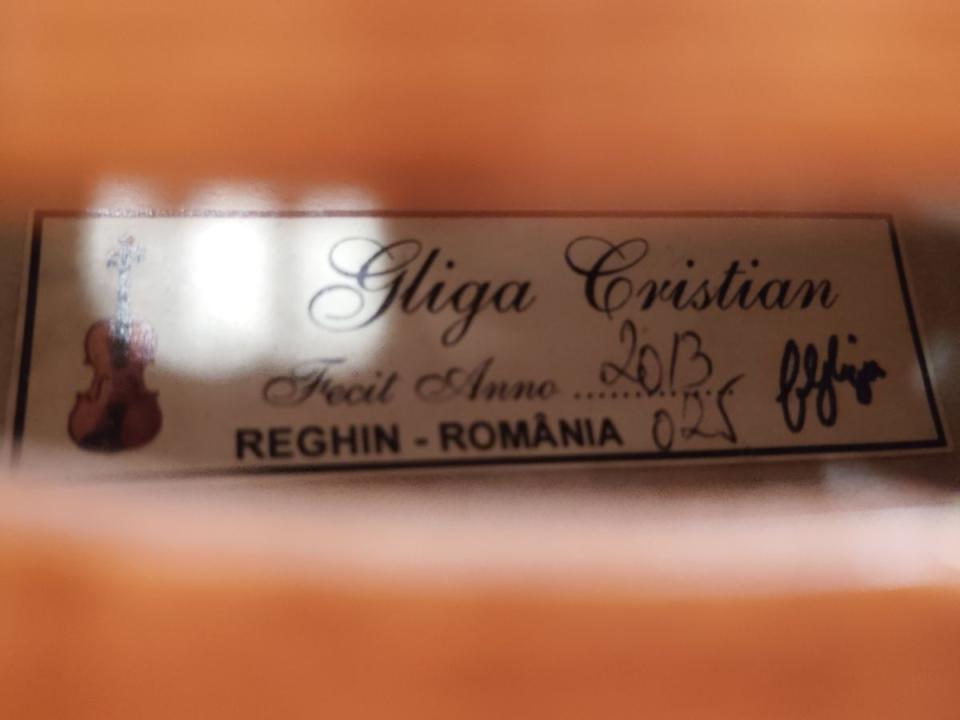 Gliga Cristian
Fecit Anno ........... 2013
REGHIN - ROMÂNIA 025